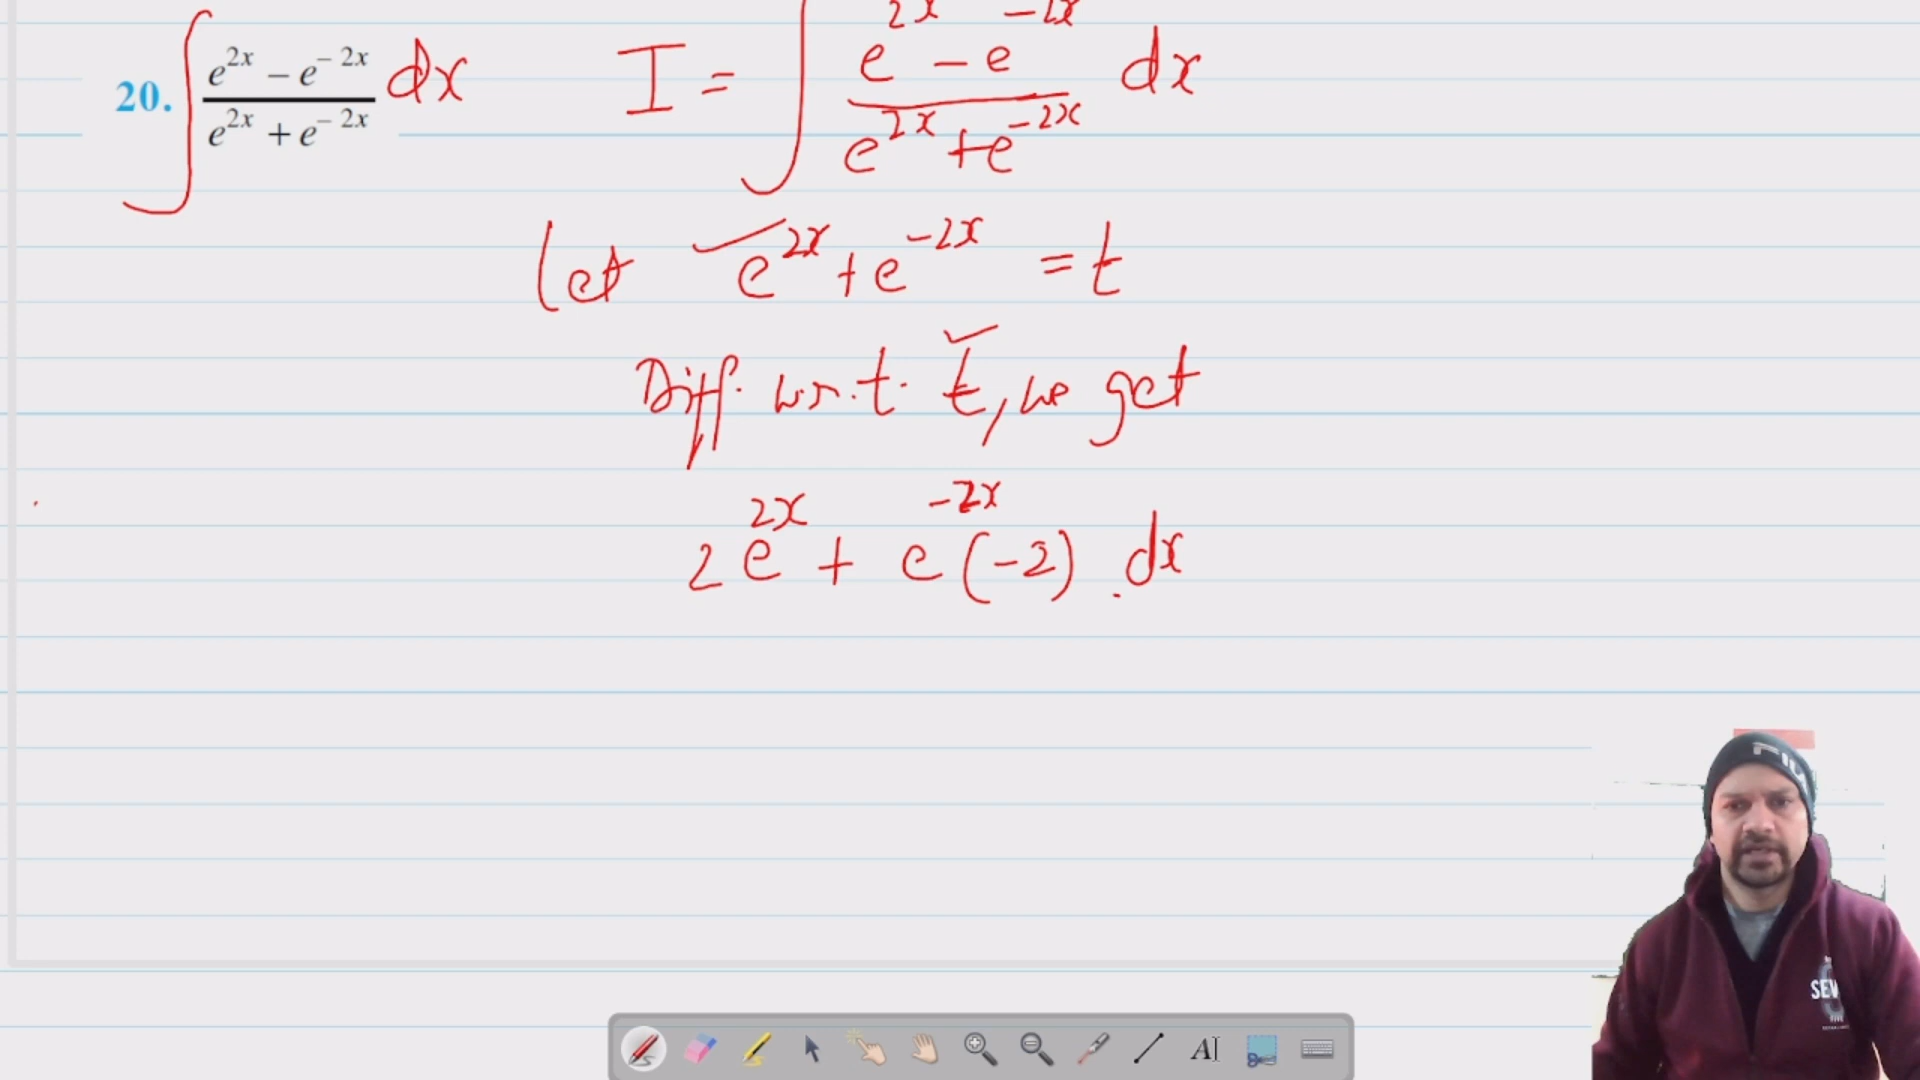 20. ∫ e^2x − e^− 2x / e^2x + e^− 2x dx
I = ∫ e^2x − e^−2x / e^2x + e^−2x dx
let e^2x + e^−2x = t
Diff. w.r.t. t, we get
2e^2x + e^−2x (−2) . dx